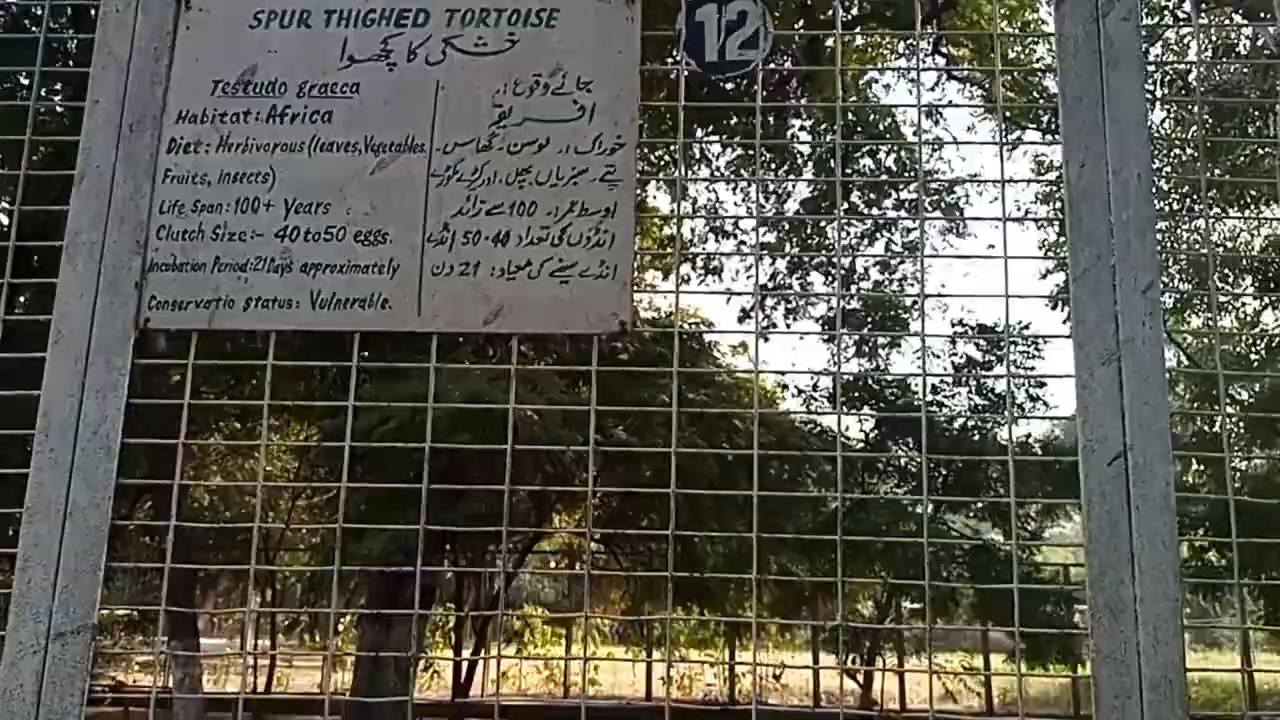 SPUR THIGHED TORTOISE
خشکی کا کچھوا
12
Testudo graeca
Habitat: Africa
Diet: Herbivorous (leaves, Vegetables.
Fruits, insects)
Life Span: 100+ Years
Clutch Size:- 40 to 50 eggs.
Incubation Period: 21 Days approximately
Conservatio status: Vulnerable.
جائے وقوع :۔
افریقہ
خوراک :۔ لوسن۔ گھاس۔
پتے۔ سبزیاں پھل۔ اور کیڑے مکوڑے
اوسط عمر :۔ 100 سے زائد
انڈوں کی تعداد 40-50 انڈے
انڈے سینے کی میعاد: 21 دن